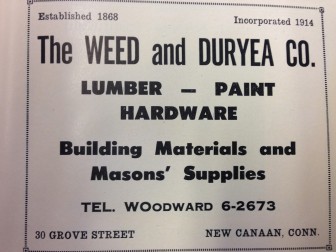 Established 1868 Incorporated 1914
The WEED and DURYEA CO.
LUMBER — PAINT
HARDWARE
Building Materials and
Masons' Supplies
TEL. WOodward 6-2673
30 GROVE STREET NEW CANAAN, CONN.